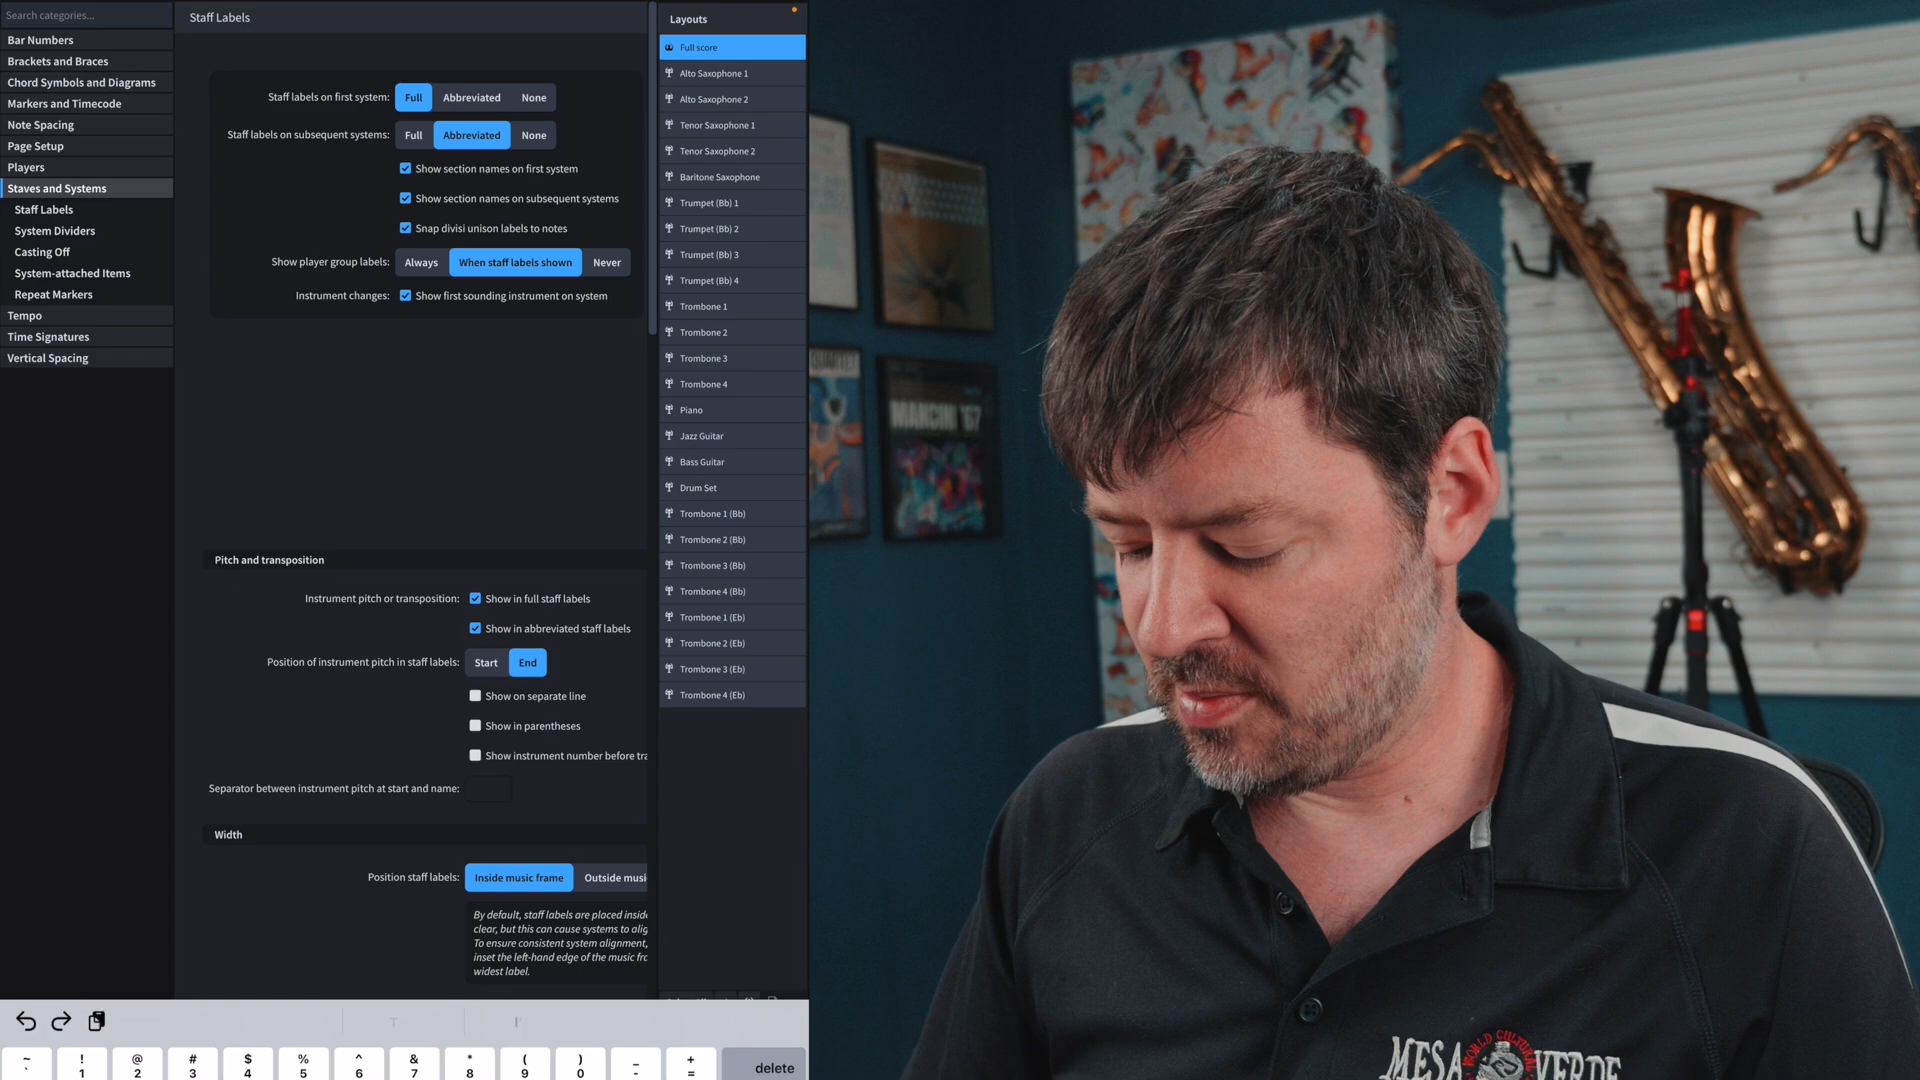 Search categories...
Bar Numbers
Brackets and Braces
Chord Symbols and Diagrams
Markers and Timecode
Note Spacing
Page Setup
Players
Staves and Systems
Staff Labels
System Dividers
Casting Off
System-attached Items
Repeat Markers
Tempo
Time Signatures
Vertical Spacing
Staff Labels
Staff labels on first system: Full Abbreviated None
Staff labels on subsequent systems: Full Abbreviated None
Show section names on first system
Show section names on subsequent systems
Snap divisi unison labels to notes
Show player group labels: Always When staff labels shown Never
Instrument changes: Show first sounding instrument on system
Pitch and transposition
Instrument pitch or transposition: Show in full staff labels
Show in abbreviated staff labels
Position of instrument pitch in staff labels: Start End
Show on separate line
Show in parentheses
Show instrument number before tra
Separator between instrument pitch at start and name:
Width
Position staff labels: Inside music frame Outside musi
By default, staff labels are placed inside
clear, but this can cause systems to alig
To ensure consistent system alignment,
inset the left-hand edge of the music fra
widest label.
Layouts
Full score
Alto Saxophone 1
Alto Saxophone 2
Tenor Saxophone 1
Tenor Saxophone 2
Baritone Saxophone
Trumpet (Bb) 1
Trumpet (Bb) 2
Trumpet (Bb) 3
Trumpet (Bb) 4
Trombone 1
Trombone 2
Trombone 3
Trombone 4
Piano
Jazz Guitar
Bass Guitar
Drum Set
Trombone 1 (Bb)
Trombone 2 (Bb)
Trombone 3 (Bb)
Trombone 4 (Bb)
Trombone 1 (Eb)
Trombone 2 (Eb)
Trombone 3 (Eb)
Trombone 4 (Eb)
~ ! @ # $ % ^ & * ( ) _ +
` 1 2 3 4 5 6 7 8 9 0 - = delete
MANCINI '67
MESA VERDE
WORLD CULTURAL